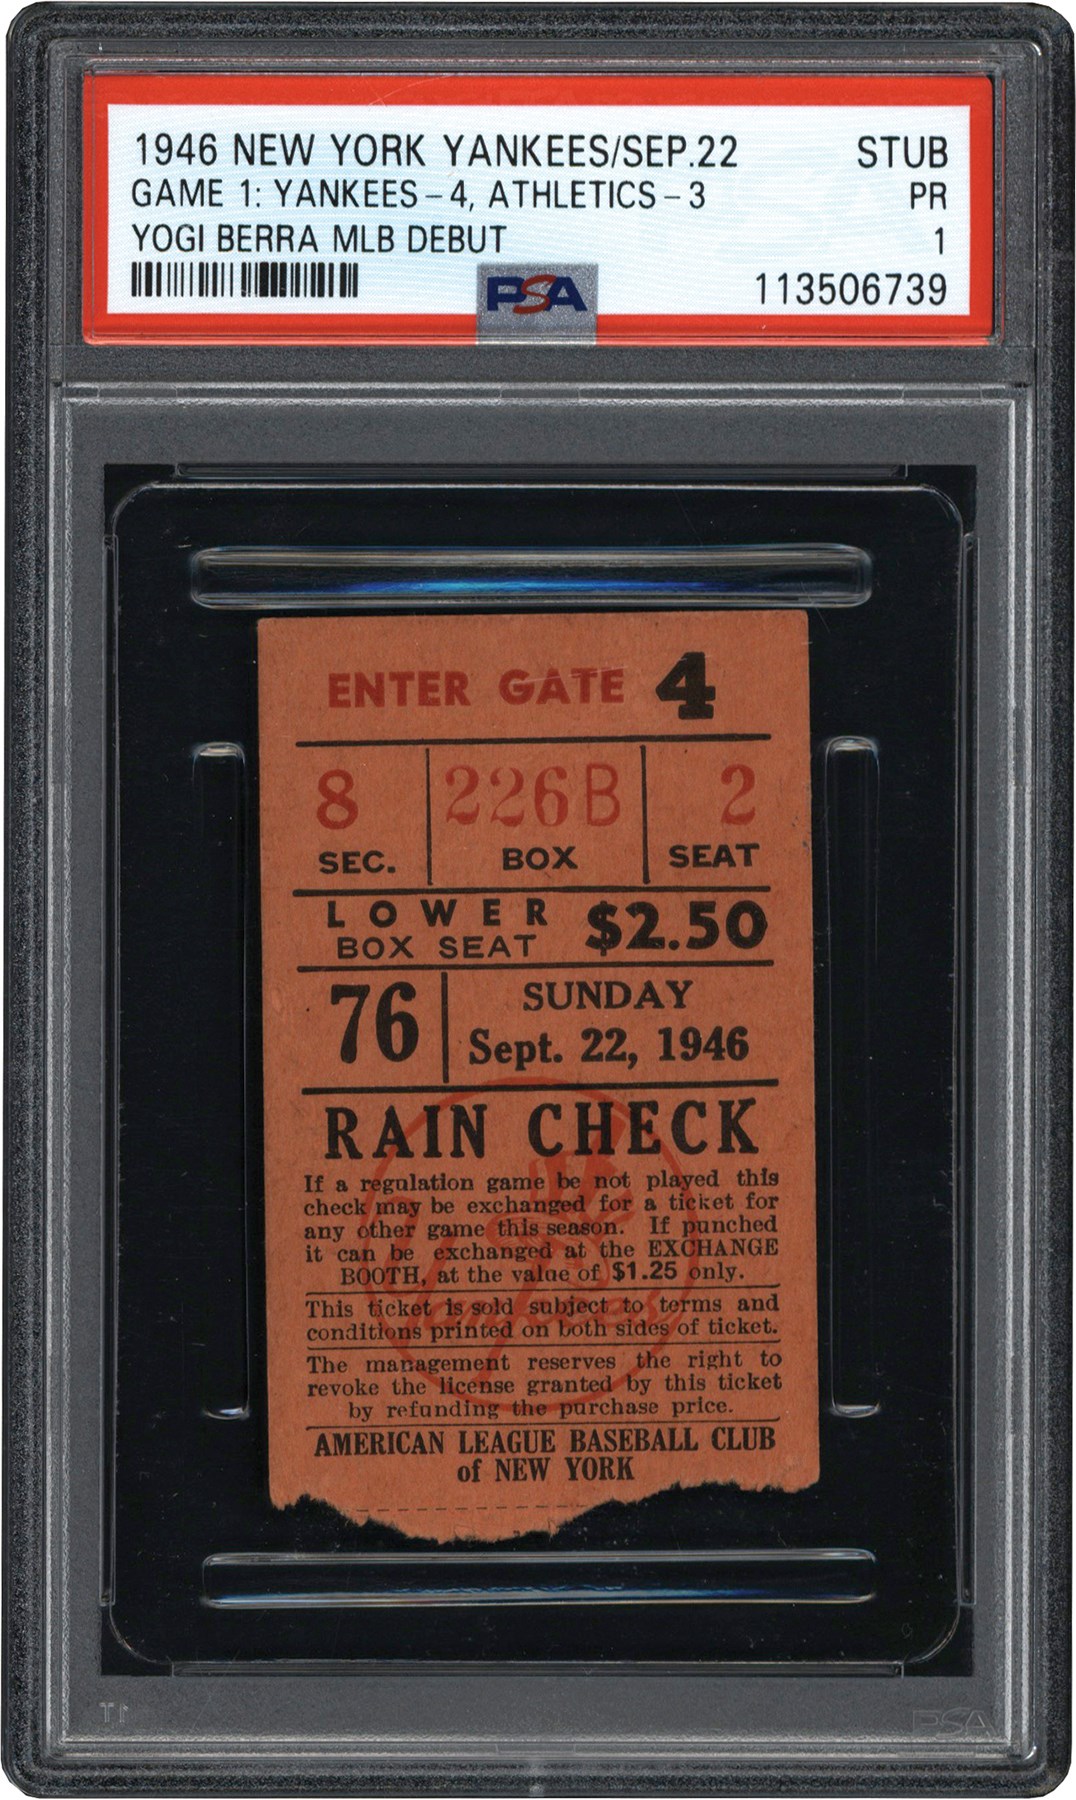 1946 NEW YORK YANKEES/SEP.22 STUB
GAME 1: YANKEES-4, ATHLETICS-3 PR
YOGI BERRA MLB DEBUT 1
PSA 113506739
ENTER GATE 4
8 226B 2
SEC. BOX SEAT
LOWER
BOX SEAT $2.50
76 SUNDAY
Sept. 22, 1946
RAIN CHECK
If a regulation game be not played this
check may be exchanged for a ticket for
any other game this season. If punched
it can be exchanged at the EXCHANGE
BOOTH, at the value of $1.25 only.
Yankees
This ticket is sold subject to terms and
conditions printed on both sides of ticket.
The management reserves the right to
revoke the license granted by this ticket
by refunding the purchase price.
AMERICAN LEAGUE BASEBALL CLUB
of NEW YORK
PSA